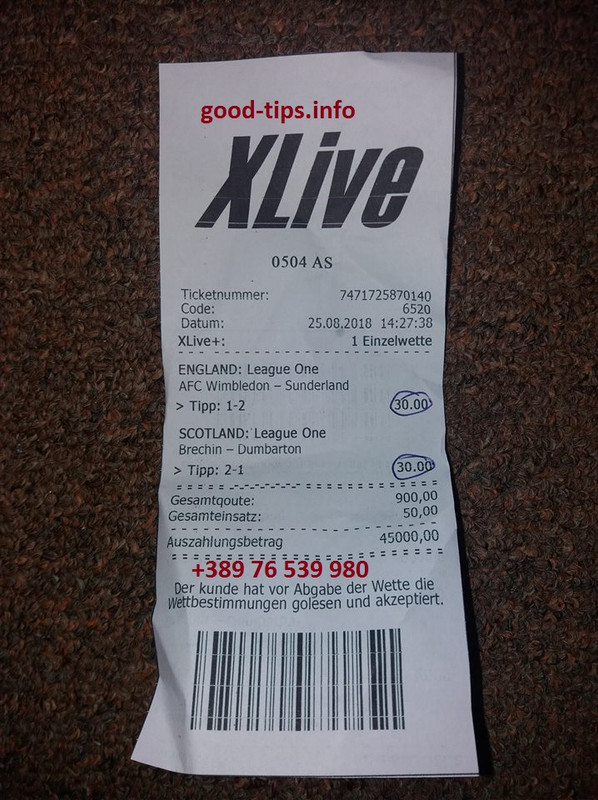 good-tips.info
XLive
0504 AS
Ticketnummer: 7471725870140
Code: 6520
Datum: 25.08.2018 14:27:38
XLive+: 1 Einzelwette
ENGLAND: League One
AFC Wimbledon – Sunderland
> Tipp: 1-2 30.00
SCOTLAND: League One
Brechin – Dumbarton
> Tipp: 2-1 30.00
Gesamtqoute: 900,00
Gesamteinsatz: 50,00
Auszahlungsbetrag 45000,00
+389 76 539 980
Der kunde hat vor Abgabe der Wette die
Wettbestimmungen golesen und akzeptiert.